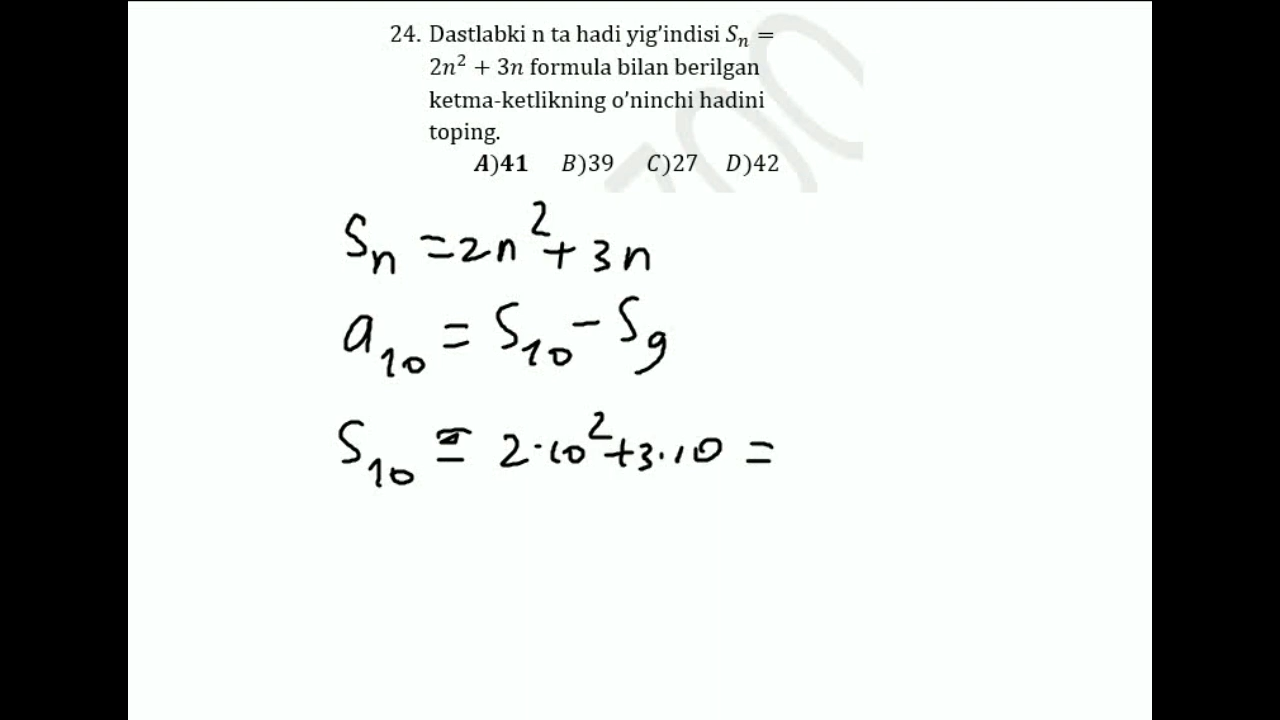 24. Dastlabki n ta hadi yig’indisi Sₙ =
2n² + 3n formula bilan berilgan
ketma-ketlikning o’ninchi hadini
toping.
A)41 B)39 C)27 D)42
Sₙ = 2n² + 3n
a₁₀ = S₁₀ - S₉
S₁₀ = 2·10² + 3·10 =